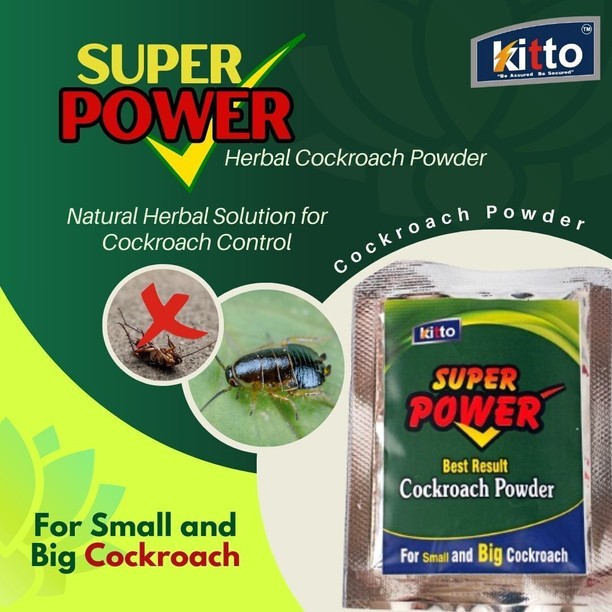 SUPER
POWER
Herbal Cockroach Powder
kitto
TM
"Be Assured Be Secured"
Natural Herbal Solution for
Cockroach Control
Cockroach Powder
kitto
SUPER
POWER
Best Result
Cockroach Powder
For Small and Big Cockroach
For Small and
Big Cockroach